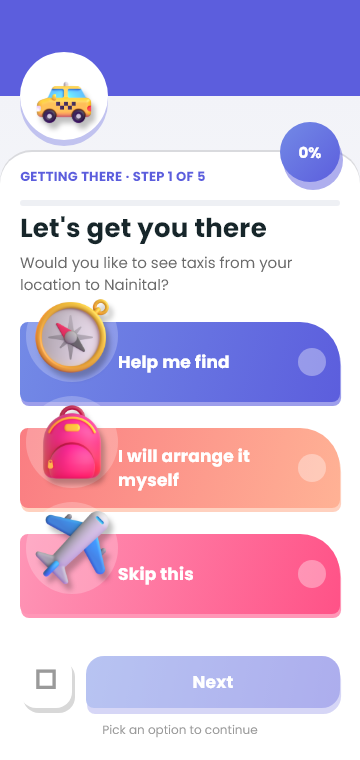 0%
GETTING THERE · STEP 1 OF 5
Let's get you there
Would you like to see taxis from your
location to Nainital?
Help me find
I will arrange it
myself
Skip this
Next
Pick an option to continue